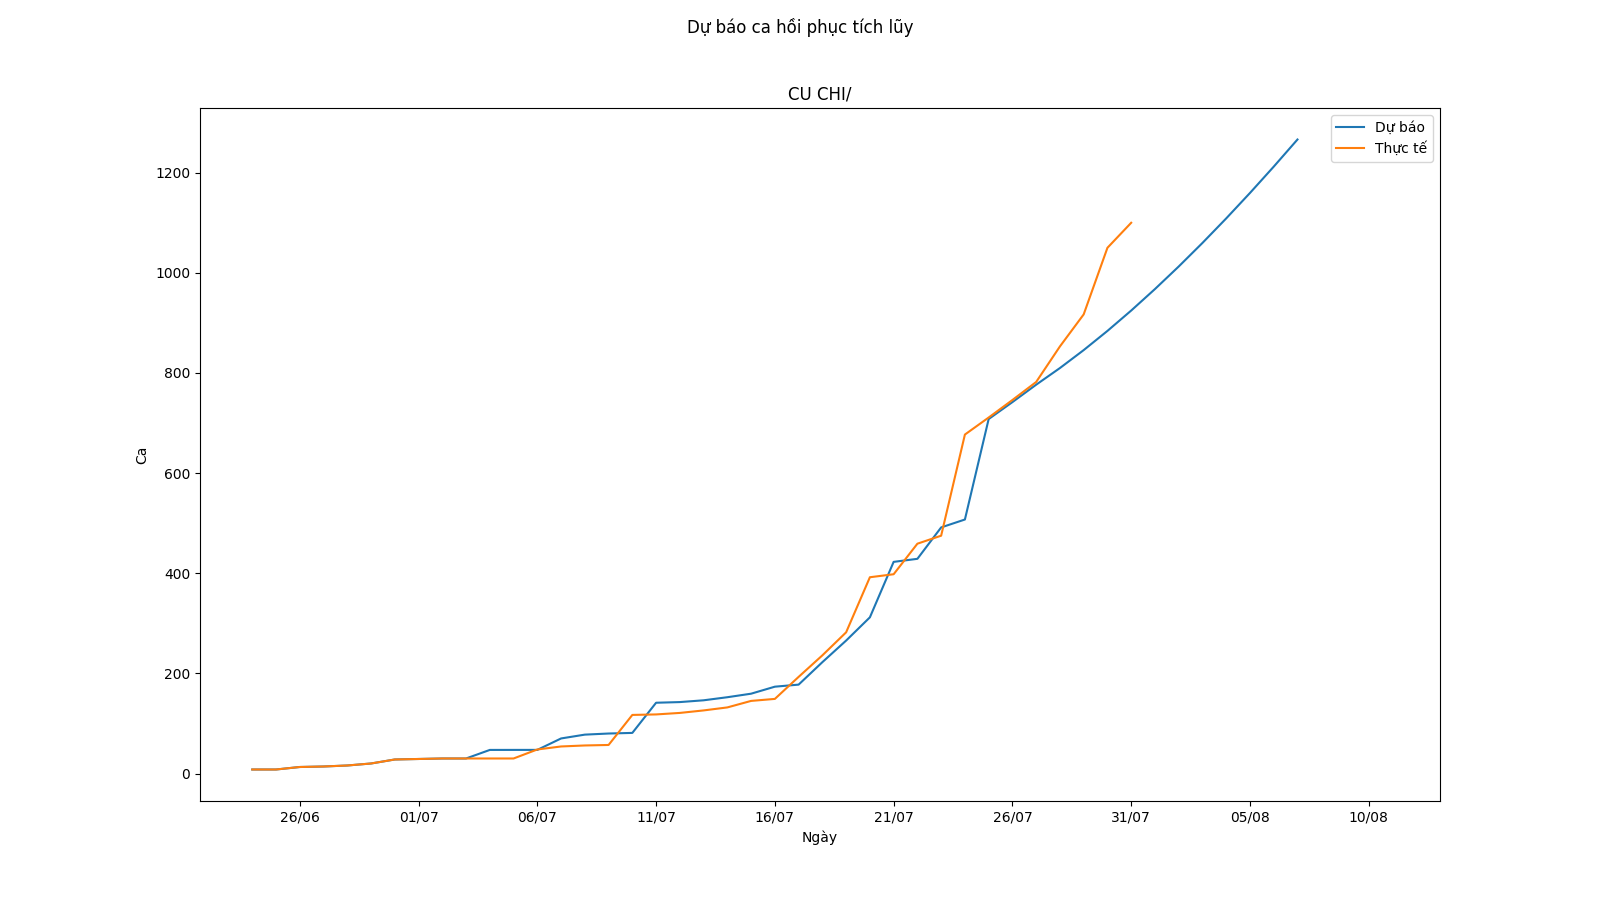 Dự báo ca hồi phục tích lũy
CU CHI/
Dự báo
Thực tế
1200
1000
800
600
400
200
0
Ca
26/06
01/07
06/07
11/07
16/07
21/07
26/07
31/07
05/08
10/08
Ngày